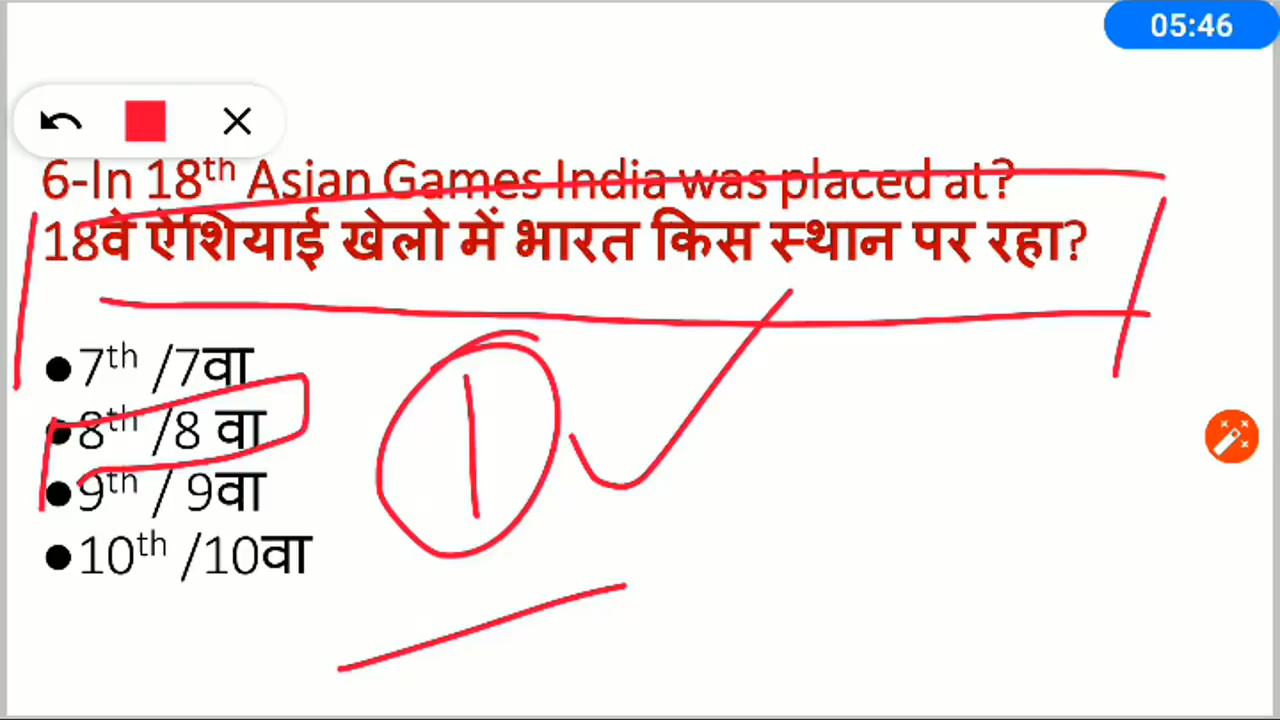 05:46
6-In 18th Asian Games India was placed at?
18वे ऐशियाई खेलो में भारत किस स्थान पर रहा?
●7th /7वा
●8th /8 वा
●9th / 9वा
●10th /10वा
1